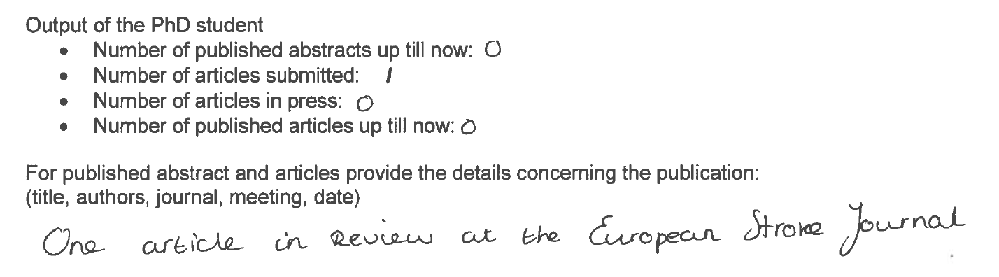 Output of the PhD student
• Number of published abstracts up till now: 0
• Number of articles submitted: 1
• Number of articles in press: 0
• Number of published articles up till now: 0
For published abstract and articles provide the details concerning the publication:
(title, authors, journal, meeting, date)
One article in Review at the European Stroke Journal